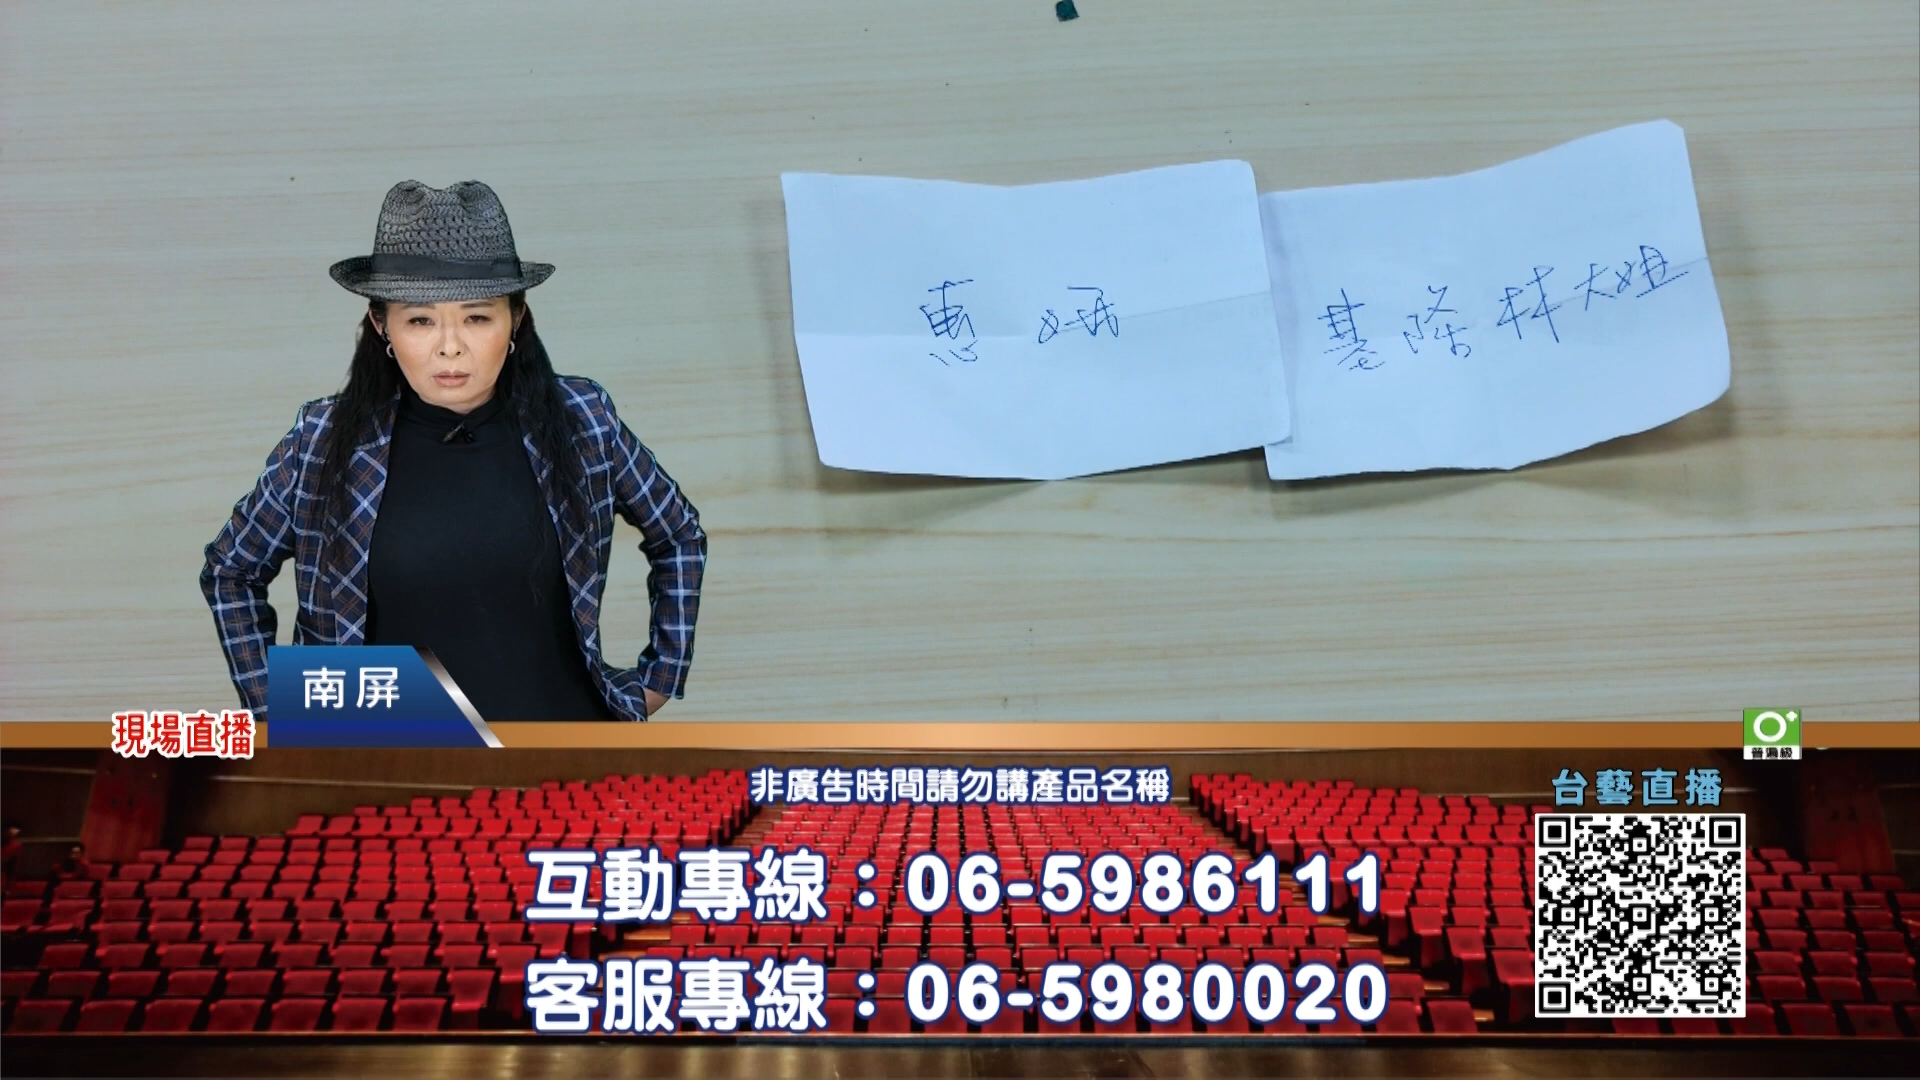 惠 娟
基隆林大姐
南屏
現場直播
普遍級
非廣告時間請勿講產品名稱
台藝直播
互動專線：06-5986111
客服專線：06-5980020